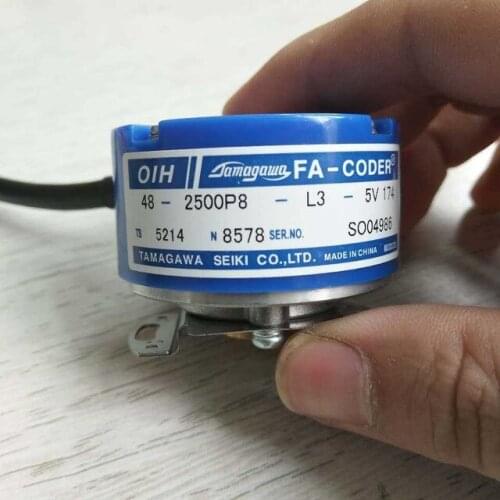 OIH Tamagawa FA-CODER®
48 - 2500P8 - L3 - 5V 174
TS 5214 N 8578 SER.NO. SO04986
TAMAGAWA SEIKI CO.,LTD. MADE IN CHINA